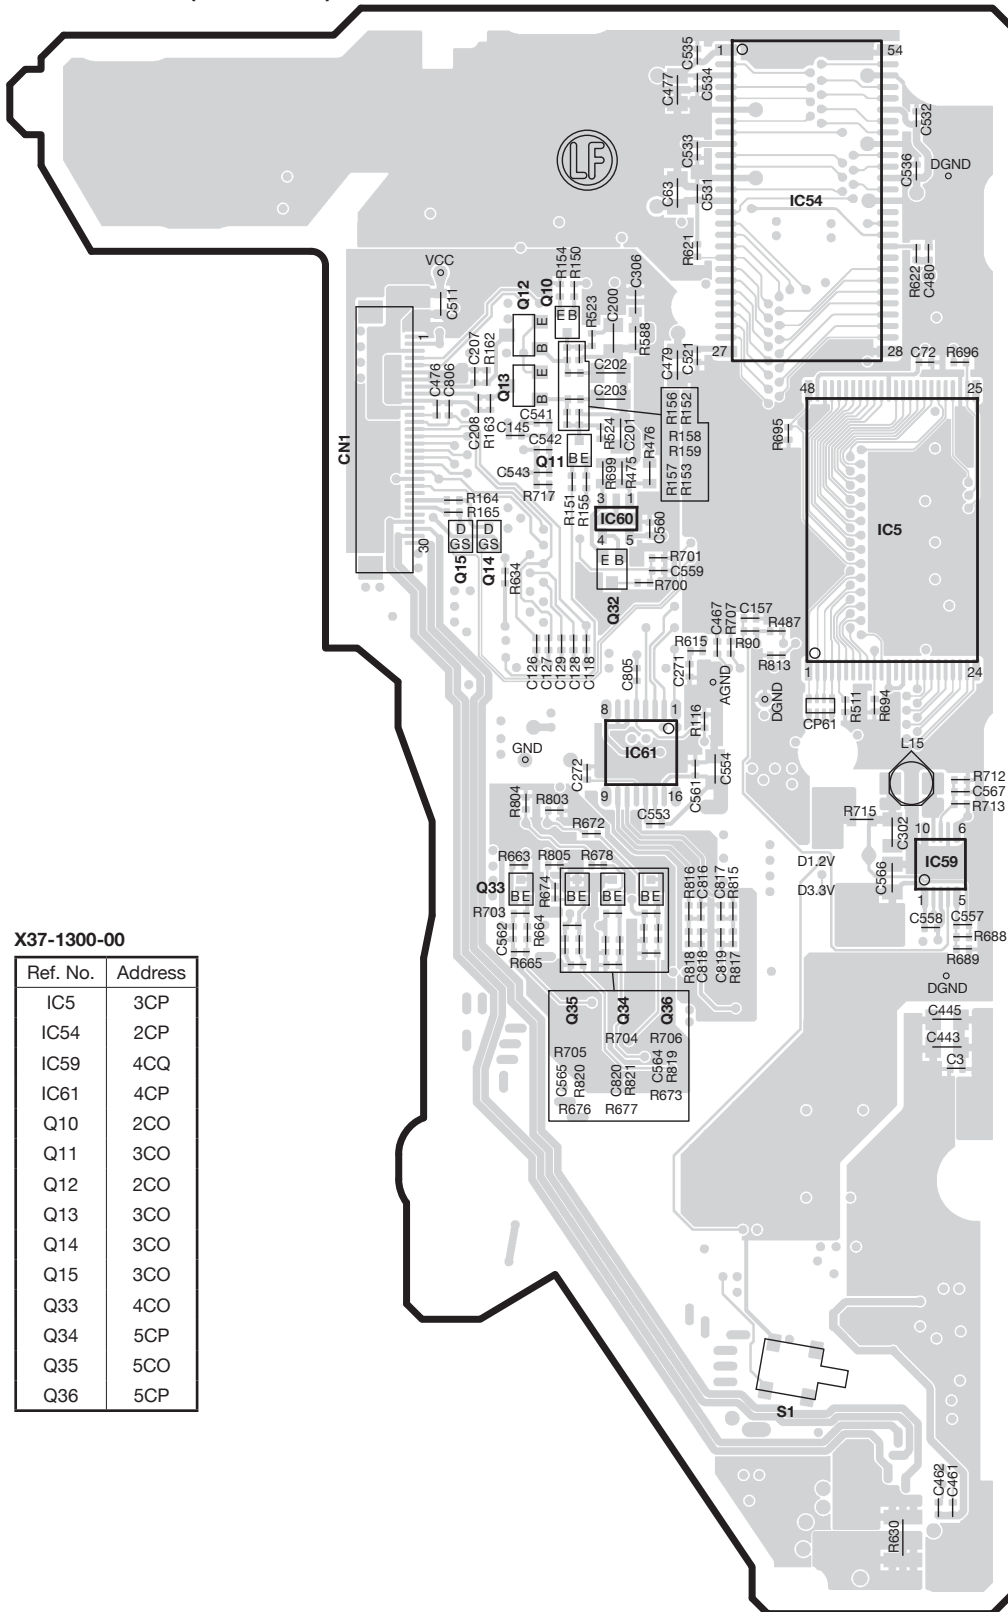 C535
C534
C477
1
54
C532
C533
LF
C536
DGND
C63
C531
IC54
R621
R622
C480
VCC
C511
R154
R150
C306
Q12
Q10
E
EB
R523
C200
R588
1
B
C207
R162
27
28
C479
C521
C72
R696
C202
E
Q13
B
C203
48
25
C476
C806
C208
R163
C541
C145
C542
R524
C201
R476
R156
R152
R158
R159
R157
R153
R695
CN1
Q11
BE
C543
R717
R699
R475
R151
R155
R164
R165
3
1
IC60
C560
IC5
30
D
GS
D
GS
4
5
EB
R701
C559
R700
Q15
Q14
R634
Q32
C467
R707
C157
R487
R615
R90
R813
C126
C127
C129
C128
C118
C805
C271
AGND
DGND
1
24
CP61
R511
R694
8
1
R116
L15
GND
IC61
C272
C561
C554
R712
C567
R713
9
16
R804
R803
C553
R715
C302
10
6
R672
R663
R805
R678
D1.2V
IC59
Q33
BE
R674
BE
BE
BE
R816
C816
C817
R815
D3.3V
C566
1
5
R703
C562
R664
C558
C557
R688
R665
R818
C818
C819
R817
R689
DGND
Q35
Q34
Q36
C445
R704
R706
C443
R705
C3
C565
R820
C820
R821
C564
R819
R673
R676
R677
X37-1300-00
Ref. No. Address
IC5 3CP
IC54 2CP
IC59 4CQ
IC61 4CP
Q10 2CO
Q11 3CO
Q12 2CO
Q13 3CO
Q14 3CO
Q15 3CO
Q33 4CO
Q34 5CP
Q35 5CO
Q36 5CP
S1
C462
C461
R630